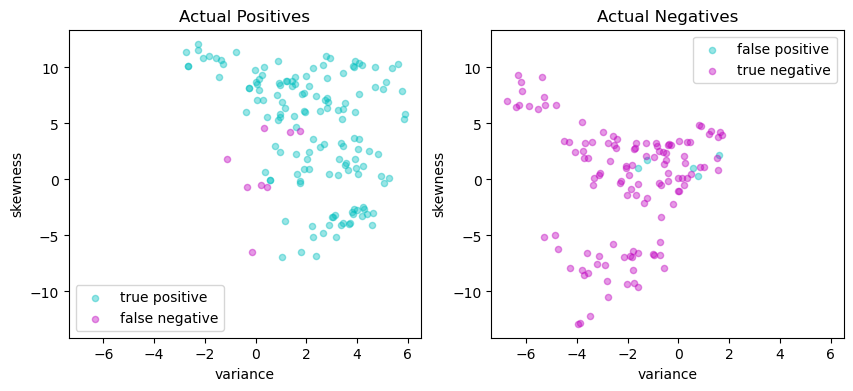 Actual Positives
10
5
0
−5
−10
skewness
true positive
false negative
−6 −4 −2 0 2 4 6
variance
Actual Negatives
10
5
0
−5
−10
skewness
false positive
true negative
−6 −4 −2 0 2 4 6
variance